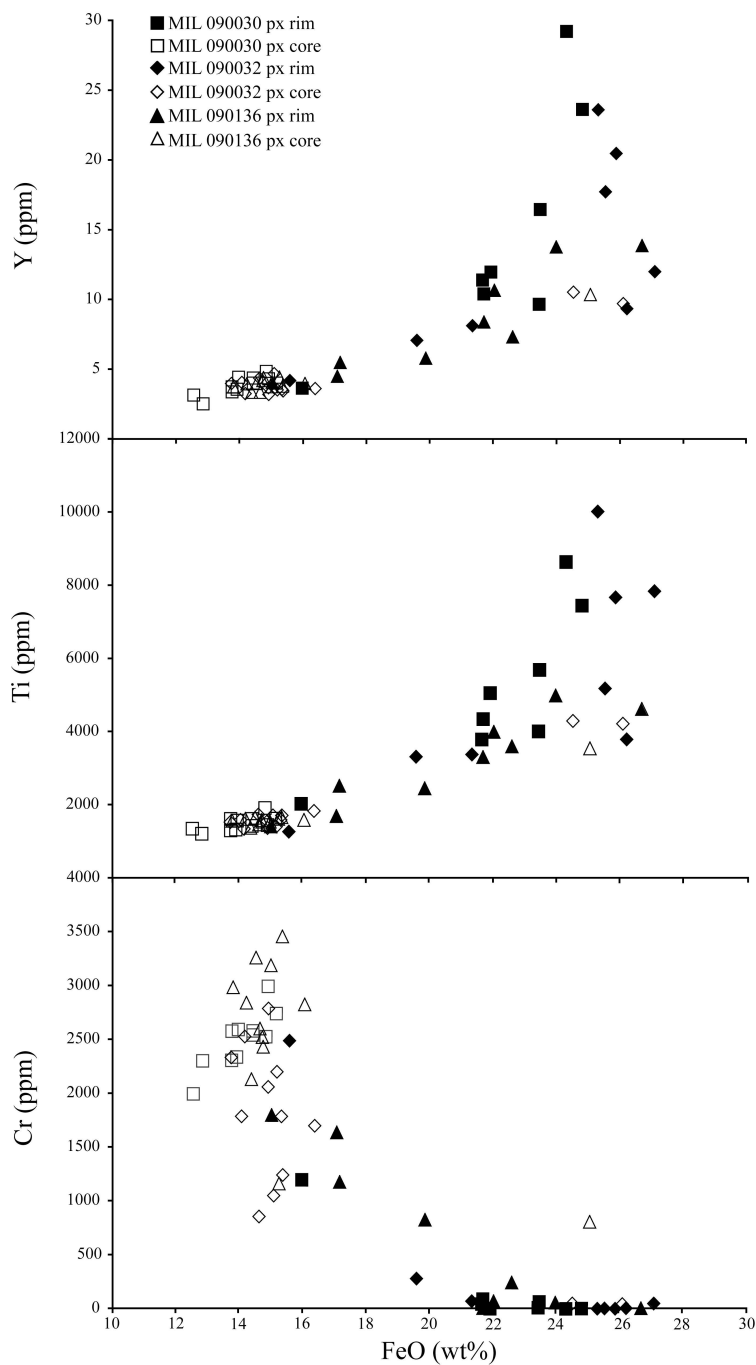 30
25
20
15
10
5
12000
Y (ppm)
MIL 090030 px rim
MIL 090030 px core
MIL 090032 px rim
MIL 090032 px core
MIL 090136 px rim
MIL 090136 px core
10000
8000
6000
4000
2000
4000
Ti (ppm)
3500
3000
2500
2000
1500
1000
500
0
Cr (ppm)
10 12 14 16 18 20 22 24 26 28 30
FeO (wt%)